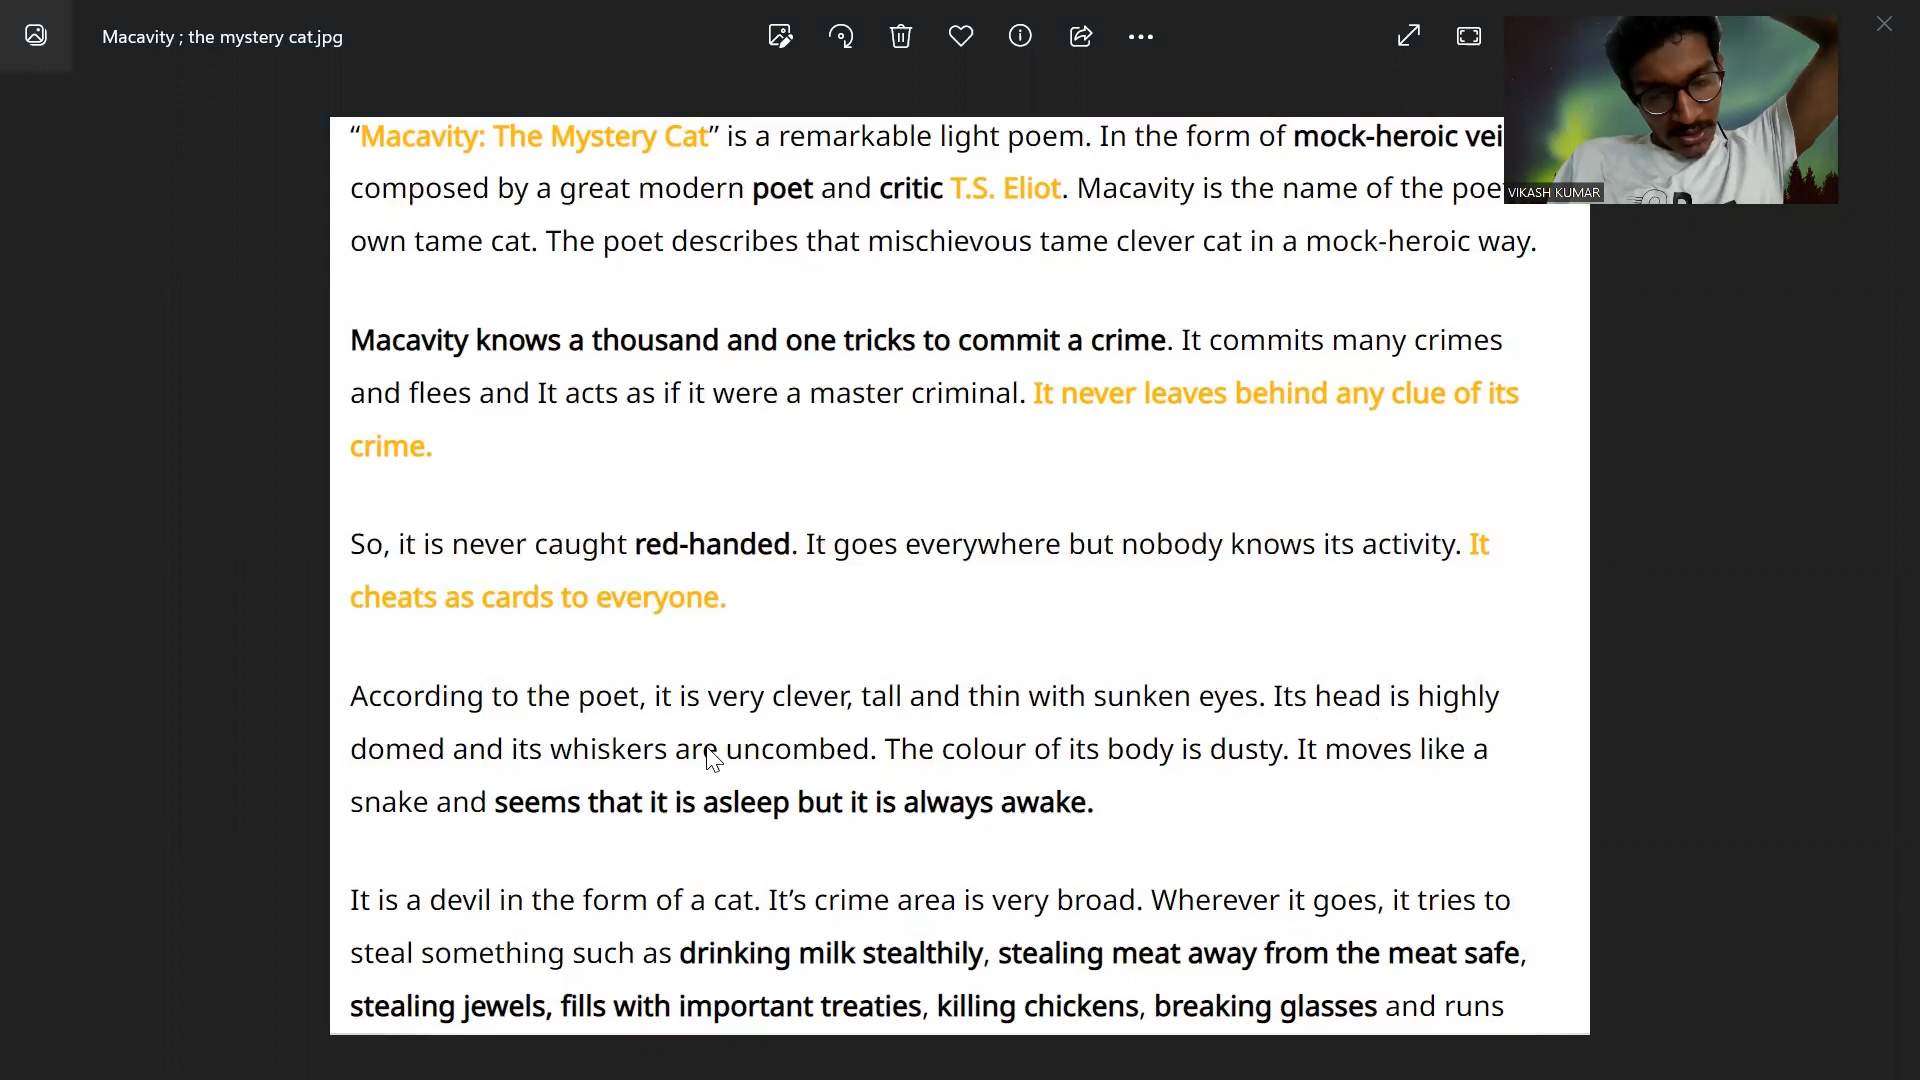 Macavity ; the mystery cat.jpg
“Macavity: The Mystery Cat” is a remarkable light poem. In the form of mock-heroic
composed by a great modern poet and critic T.S. Eliot. Macavity is the name of the
VIKASH KUMAR
own tame cat. The poet describes that mischievous tame clever cat in a mock-heroic way.
Macavity knows a thousand and one tricks to commit a crime. It commits many crimes
and flees and It acts as if it were a master criminal. It never leaves behind any clue of its
crime.
So, it is never caught red-handed. It goes everywhere but nobody knows its activity. It
cheats as cards to everyone.
According to the poet, it is very clever, tall and thin with sunken eyes. Its head is highly
domed and its whiskers are uncombed. The colour of its body is dusty. It moves like a
snake and seems that it is asleep but it is always awake.
It is a devil in the form of a cat. It’s crime area is very broad. Wherever it goes, it tries to
steal something such as drinking milk stealthily, stealing meat away from the meat safe,
stealing jewels, fills with important treaties, killing chickens, breaking glasses and runs